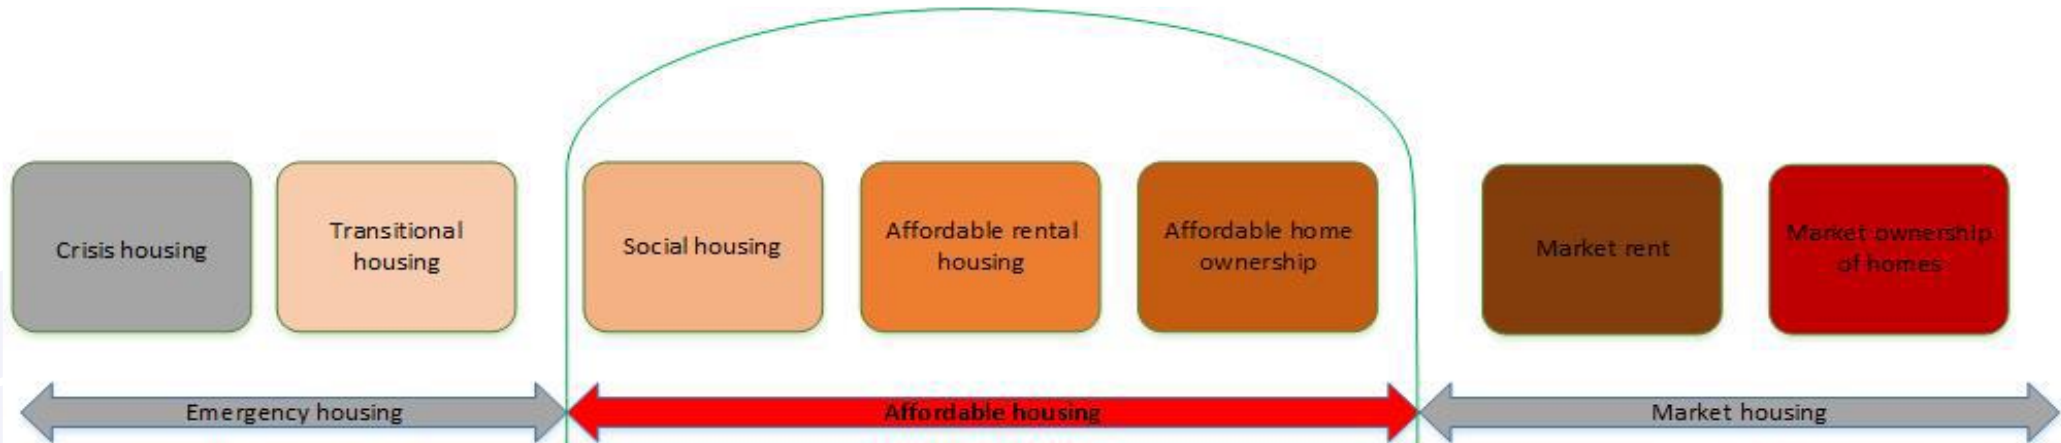 Crisis housing
Transitional
housing
Social housing
Affordable rental
housing
Affordable home
ownership
Market rent
Market ownership
of homes
Emergency housing
Affordable housing
Market housing